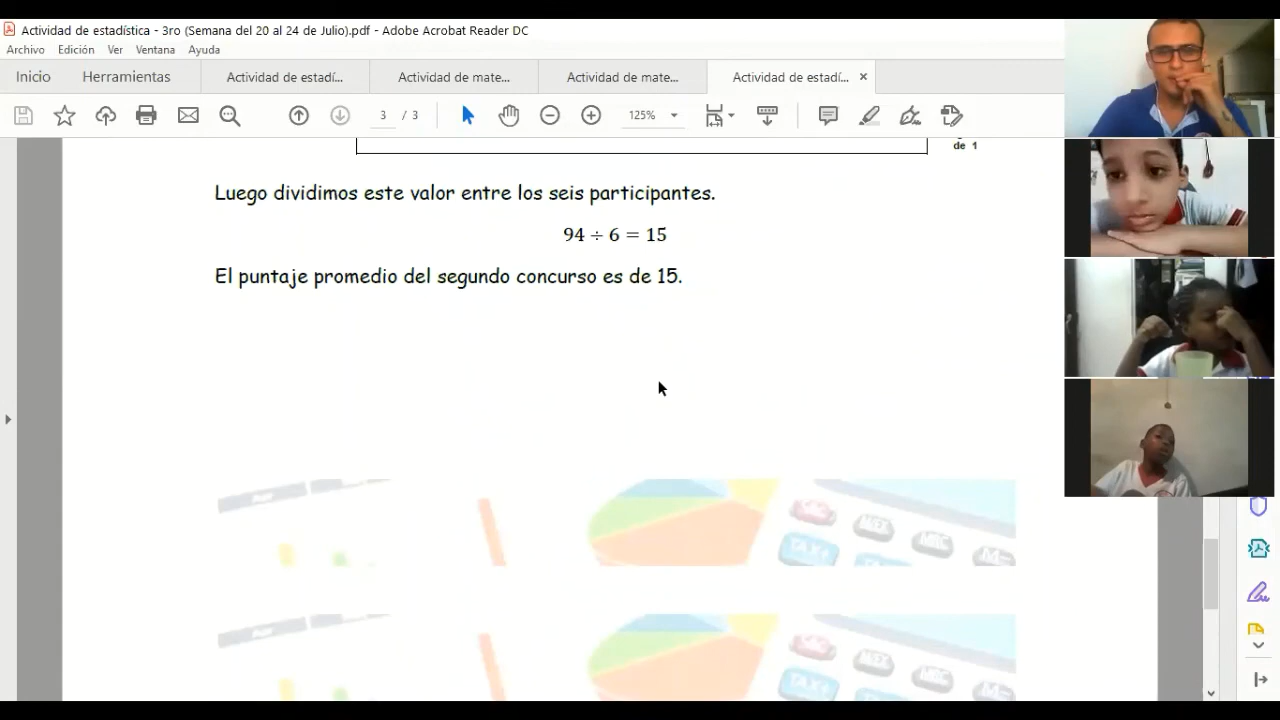 Actividad de estadística - 3ro (Semana del 20 al 24 de Julio).pdf - Adobe Acrobat Reader DC
Archivo Edición Ver Ventana Ayuda
Inicio Herramientas Actividad de estadí... Actividad de mate... Actividad de mate... Actividad de estadí... ×
3 / 3 125%
de 1
Luego dividimos este valor entre los seis participantes.
94 ÷ 6 = 15
El puntaje promedio del segundo concurso es de 15.